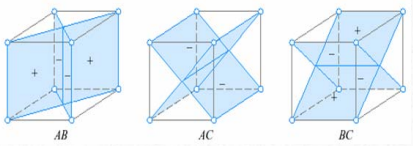 + - - +
- -
+ - - +
AB AC BC